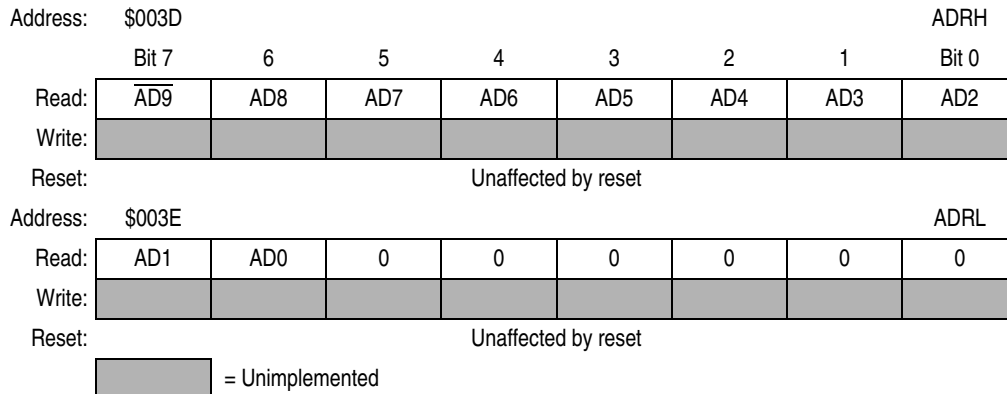 Address: $003D ADRH
Bit 7 6 5 4 3 2 1 Bit 0
Read: A̅D̅9̅ AD8 AD7 AD6 AD5 AD4 AD3 AD2
Write:
Reset: Unaffected by reset
Address: $003E ADRL
Read: AD1 AD0 0 0 0 0 0 0
Write:
Reset: Unaffected by reset
= Unimplemented